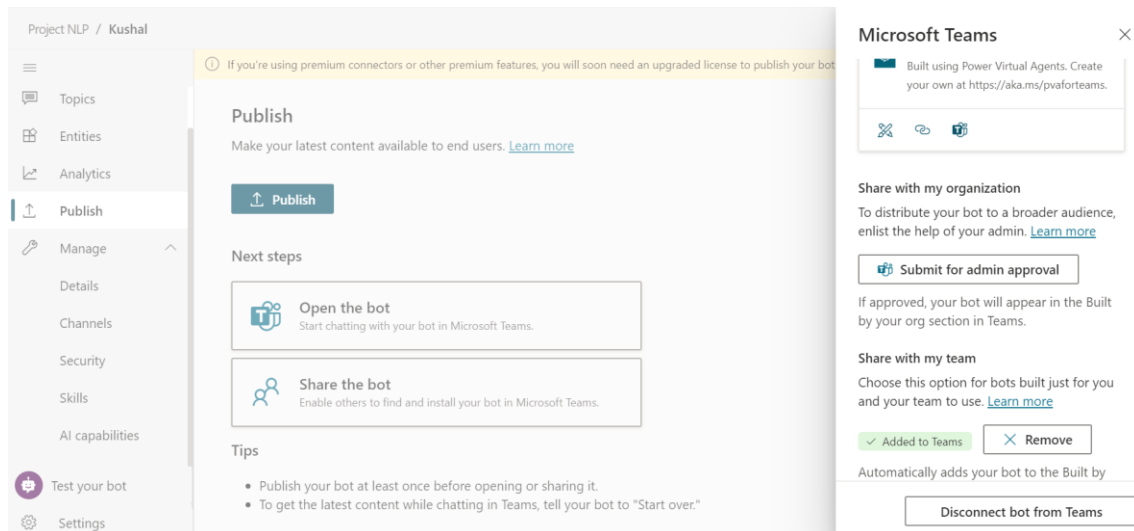 Project NLP / Kushal
If you're using premium connectors or other premium features, you will soon need an upgraded license to publish your bot
Topics
Entities
Analytics
Publish
Manage
Details
Channels
Security
Skills
AI capabilities
Test your bot
Settings
Publish
Make your latest content available to end users. Learn more
Publish
Next steps
Open the bot
Start chatting with your bot in Microsoft Teams.
Share the bot
Enable others to find and install your bot in Microsoft Teams.
Tips
• Publish your bot at least once before opening or sharing it.
• To get the latest content while chatting in Teams, tell your bot to "Start over."
Microsoft Teams
Built using Power Virtual Agents. Create
your own at https://aka.ms/pvaforteams.
Share with my organization
To distribute your bot to a broader audience,
enlist the help of your admin. Learn more
Submit for admin approval
If approved, your bot will appear in the Built
by your org section in Teams.
Share with my team
Choose this option for bots built just for you
and your team to use. Learn more
Added to Teams
Remove
Automatically adds your bot to the Built by
Disconnect bot from Teams